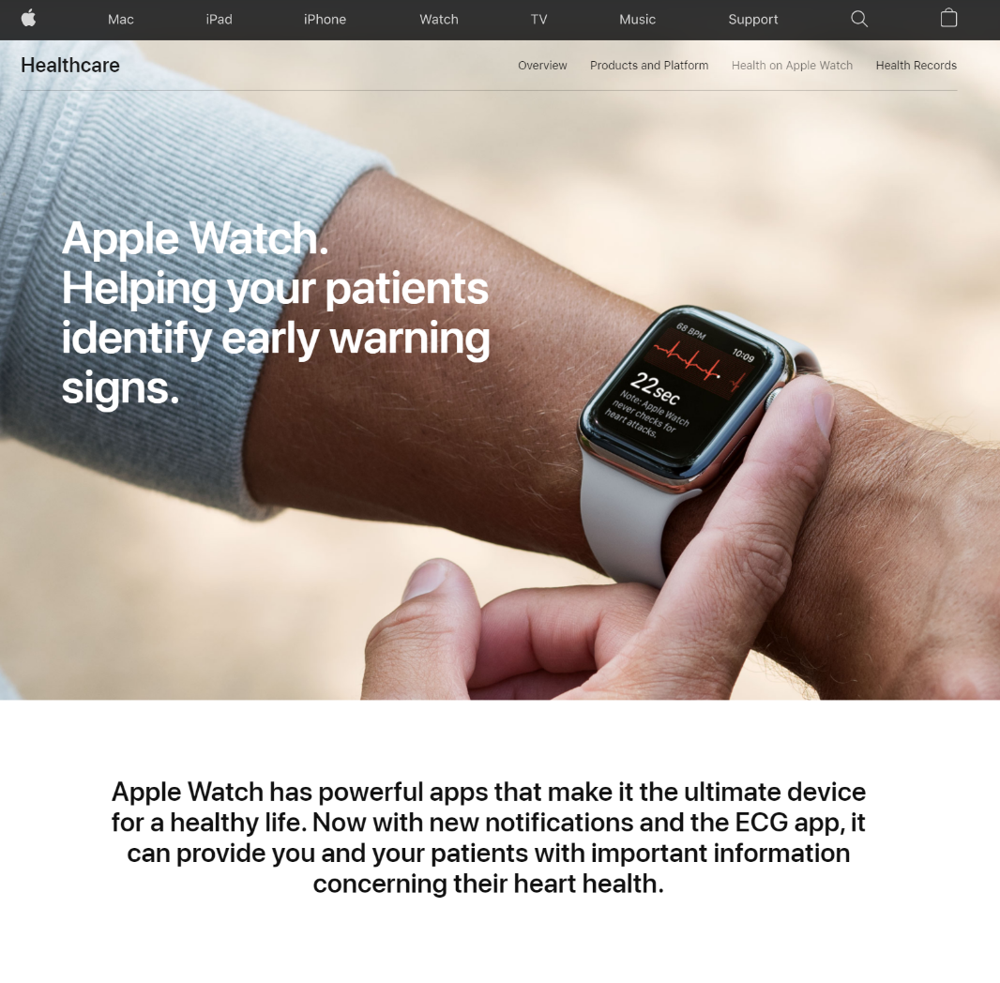 Mac iPad iPhone Watch TV Music Support
Healthcare
Overview Products and Platform Health on Apple Watch Health Records
Apple Watch.
Helping your patients
identify early warning
signs.
68 BPM
10:09
22sec
Note: Apple Watch
never checks for
heart attacks.
Apple Watch has powerful apps that make it the ultimate device
for a healthy life. Now with new notifications and the ECG app, it
can provide you and your patients with important information
concerning their heart health.